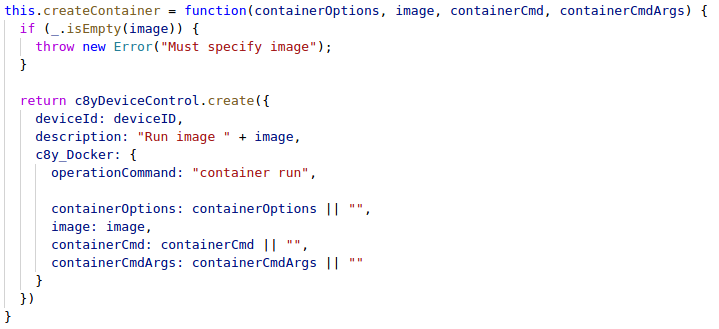 this.createContainer = function(containerOptions, image, containerCmd, containerCmdArgs) {
  if (_.isEmpty(image)) {
    throw new Error("Must specify image");
  }

  return c8yDeviceControl.create({
    deviceId: deviceID,
    description: "Run image " + image,
    c8y_Docker: {
      operationCommand: "container run",

      containerOptions: containerOptions || "",
      image: image,
      containerCmd: containerCmd || "",
      containerCmdArgs: containerCmdArgs || ""
    }
  })
}